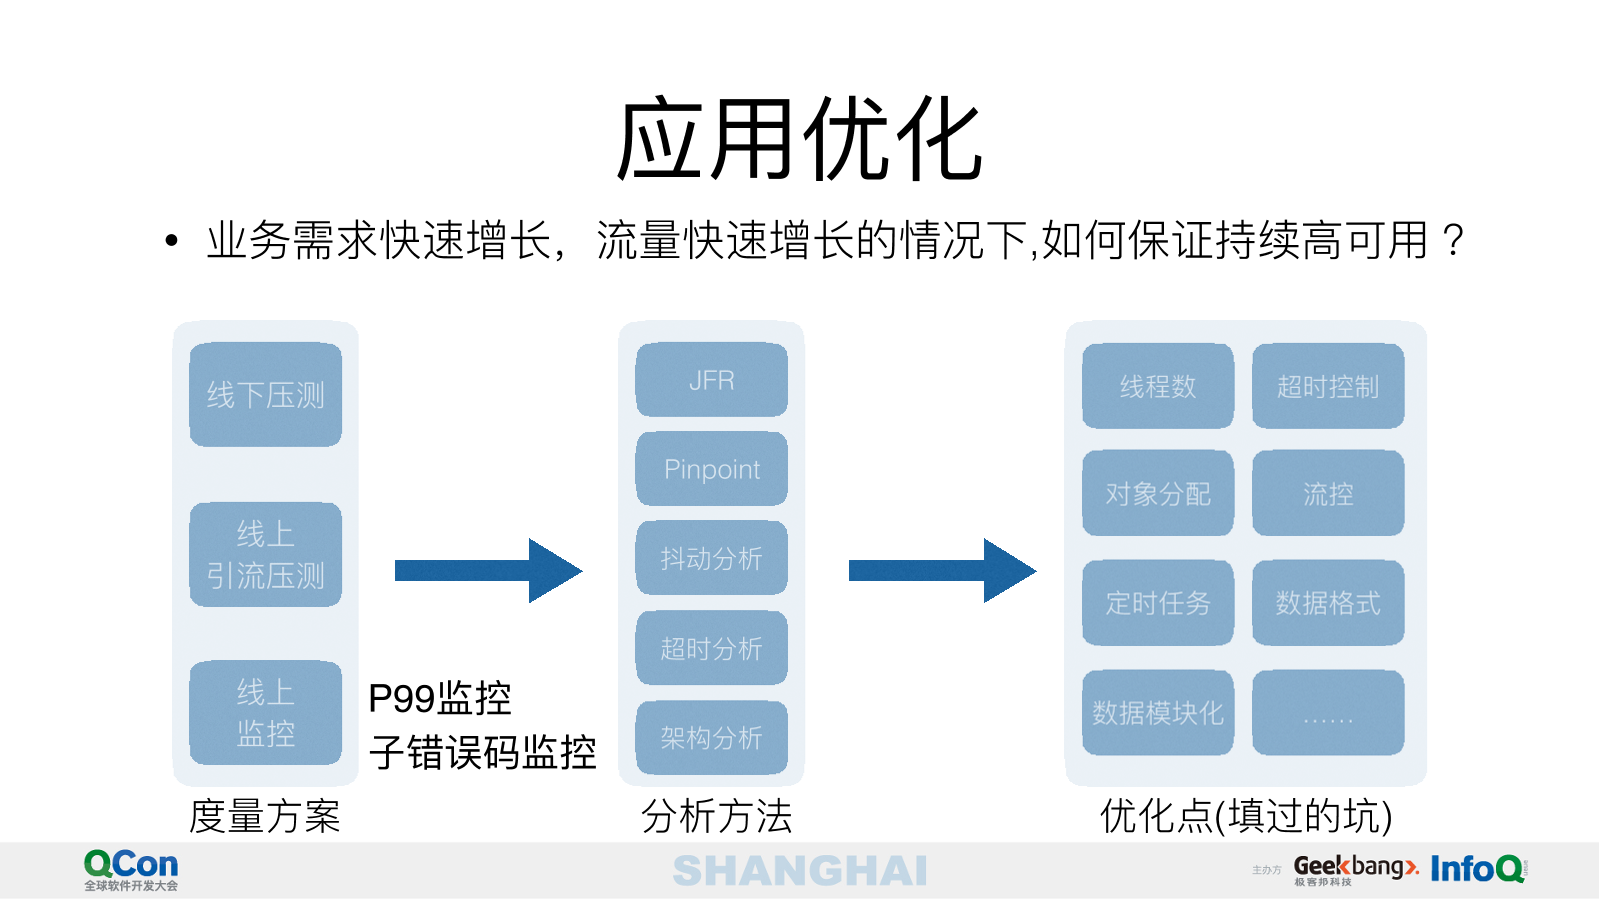 应用优化
• 业务需求快速增长，流量快速增长的情况下,如何保证持续高可用？
线下压测
线上
引流压测
线上
监控
P99监控
子错误码监控
度量方案
JFR
Pinpoint
抖动分析
超时分析
架构分析
分析方法
线程数
超时控制
对象分配
流控
定时任务
数据格式
数据模块化
......
优化点(填过的坑)
QCon
全球软件开发大会
SHANGHAI
主办方
Geekbang>.
极客邦科技
InfoQ